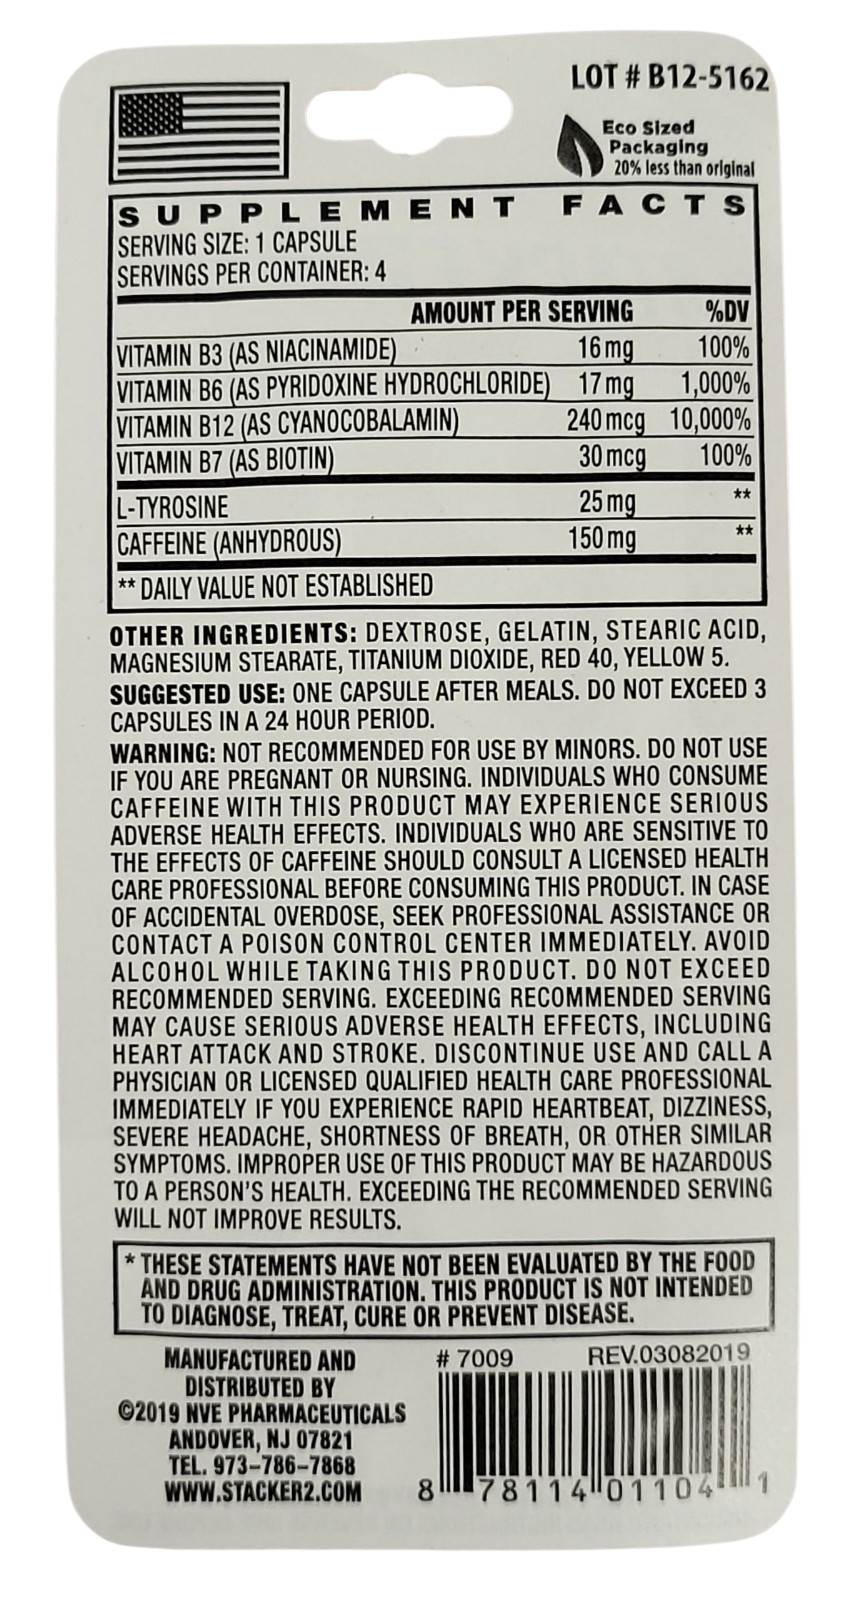 LOT # B12-5162
Eco Sized
Packaging
20% less than original
SUPPLEMENT FACTS
SERVING SIZE: 1 CAPSULE
SERVINGS PER CONTAINER: 4
AMOUNT PER SERVING %DV
VITAMIN B3 (AS NIACINAMIDE) 16 mg 100%
VITAMIN B6 (AS PYRIDOXINE HYDROCHLORIDE) 17 mg 1,000%
VITAMIN B12 (AS CYANOCOBALAMIN) 240 mcg 10,000%
VITAMIN B7 (AS BIOTIN) 30 mcg 100%
L-TYROSINE 25 mg **
CAFFEINE (ANHYDROUS) 150 mg **
** DAILY VALUE NOT ESTABLISHED
OTHER INGREDIENTS: DEXTROSE, GELATIN, STEARIC ACID,
MAGNESIUM STEARATE, TITANIUM DIOXIDE, RED 40, YELLOW 5.
SUGGESTED USE: ONE CAPSULE AFTER MEALS. DO NOT EXCEED 3
CAPSULES IN A 24 HOUR PERIOD.
WARNING: NOT RECOMMENDED FOR USE BY MINORS. DO NOT USE
IF YOU ARE PREGNANT OR NURSING. INDIVIDUALS WHO CONSUME
CAFFEINE WITH THIS PRODUCT MAY EXPERIENCE SERIOUS
ADVERSE HEALTH EFFECTS. INDIVIDUALS WHO ARE SENSITIVE TO
THE EFFECTS OF CAFFEINE SHOULD CONSULT A LICENSED HEALTH
CARE PROFESSIONAL BEFORE CONSUMING THIS PRODUCT. IN CASE
OF ACCIDENTAL OVERDOSE, SEEK PROFESSIONAL ASSISTANCE OR
CONTACT A POISON CONTROL CENTER IMMEDIATELY. AVOID
ALCOHOL WHILE TAKING THIS PRODUCT. DO NOT EXCEED
RECOMMENDED SERVING. EXCEEDING RECOMMENDED SERVING
MAY CAUSE SERIOUS ADVERSE HEALTH EFFECTS, INCLUDING
HEART ATTACK AND STROKE. DISCONTINUE USE AND CALL A
PHYSICIAN OR LICENSED QUALIFIED HEALTH CARE PROFESSIONAL
IMMEDIATELY IF YOU EXPERIENCE RAPID HEARTBEAT, DIZZINESS,
SEVERE HEADACHE, SHORTNESS OF BREATH, OR OTHER SIMILAR
SYMPTOMS. IMPROPER USE OF THIS PRODUCT MAY BE HAZARDOUS
TO A PERSON'S HEALTH. EXCEEDING THE RECOMMENDED SERVING
WILL NOT IMPROVE RESULTS.
* THESE STATEMENTS HAVE NOT BEEN EVALUATED BY THE FOOD
AND DRUG ADMINISTRATION. THIS PRODUCT IS NOT INTENDED
TO DIAGNOSE, TREAT, CURE OR PREVENT DISEASE.
MANUFACTURED AND
DISTRIBUTED BY
©2019 NVE PHARMACEUTICALS
ANDOVER, NJ 07821
TEL. 973-786-7868
WWW.STACKER2.COM
# 7009 REV.03082019
8 78114 01104 1